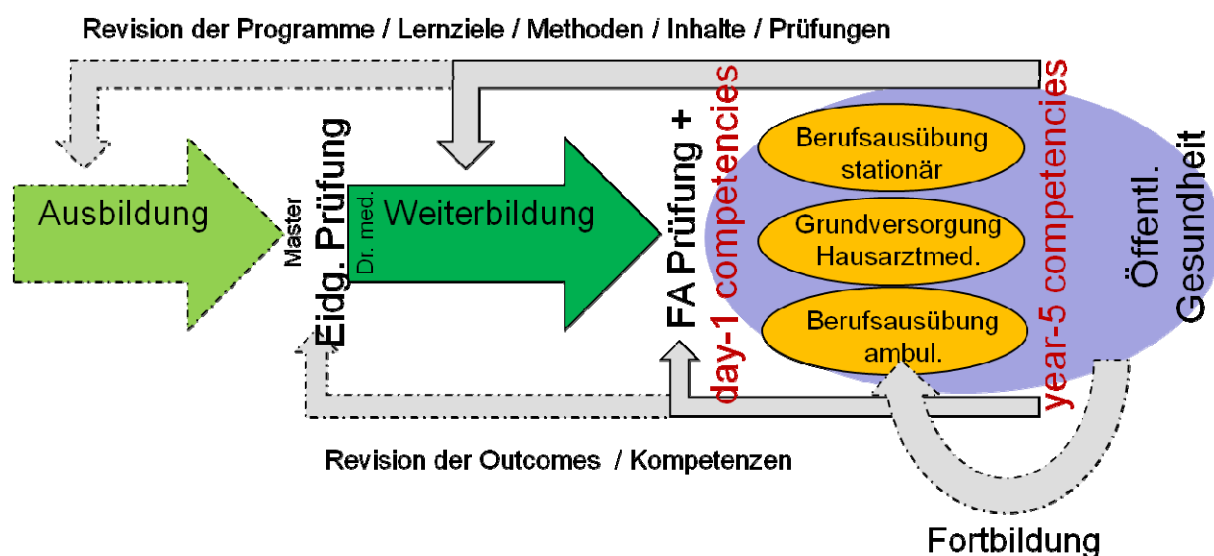 Revision der Programme / Lernziele / Methoden / Inhalte / Prüfungen
Ausbildung
Master
Eidg. Prüfung
Dr. med.
Weiterbildung
FA Prüfung +
day-1 competencies
Berufsausübung
stationär
Grundversorgung
Hausarztmed.
Berufsausübung
ambul.
year-5 competencies
Öffentl.
Gesundheit
Revision der Outcomes / Kompetenzen
Fortbildung